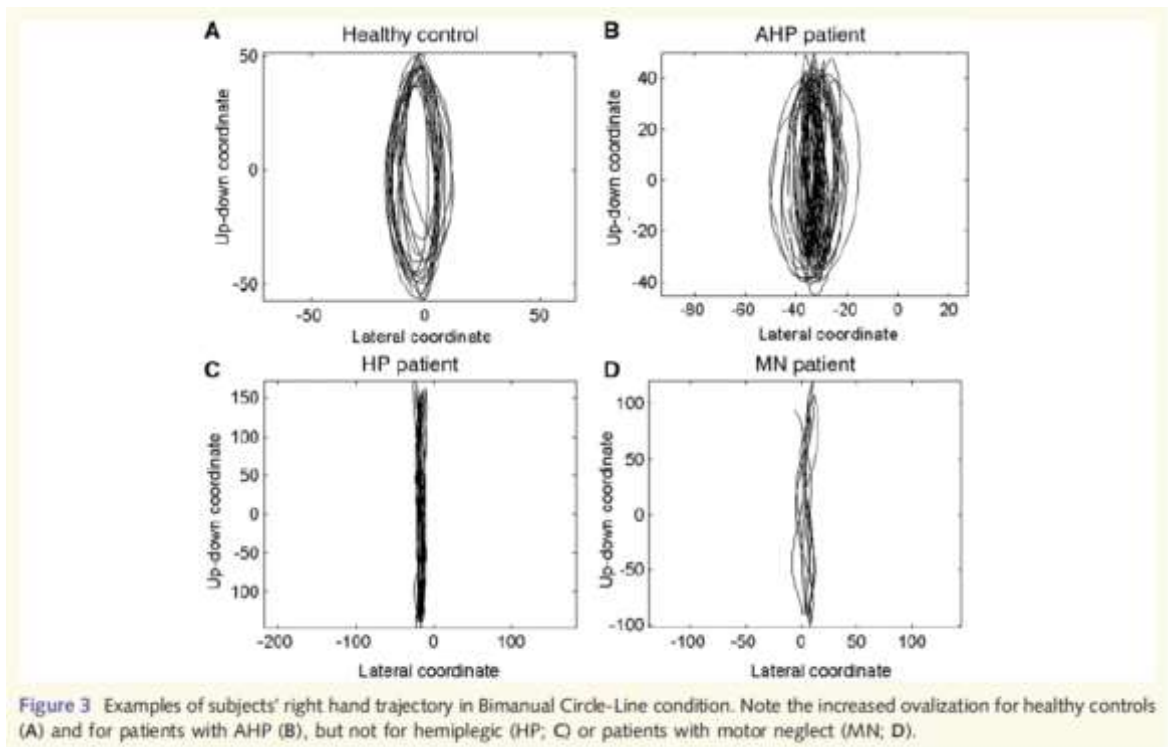 A
Healthy control
Up-down coordinate
50
0
-50
-50
0
50
Lateral coordinate
B
AHP patient
Up-down coordinate
40
20
0
-20
-40
-80
-60
-40
-20
0
20
Lateral coordinate
C
HP patient
Up-down coordinate
150
100
50
0
-50
100
-200
-100
0
100
Lateral coordinate
D
MN patient
Up-down coordinate
100
50
0
-50
-100
-100
-50
0
50
100
Lateral coordinate
Figure 3 Examples of subjects' right hand trajectory in Bimanual Circle-Line condition. Note the increased ovalization for healthy controls
(A) and for patients with AHP (B), but not for hemiplegic (HP; C) or patients with motor neglect (MN; D).